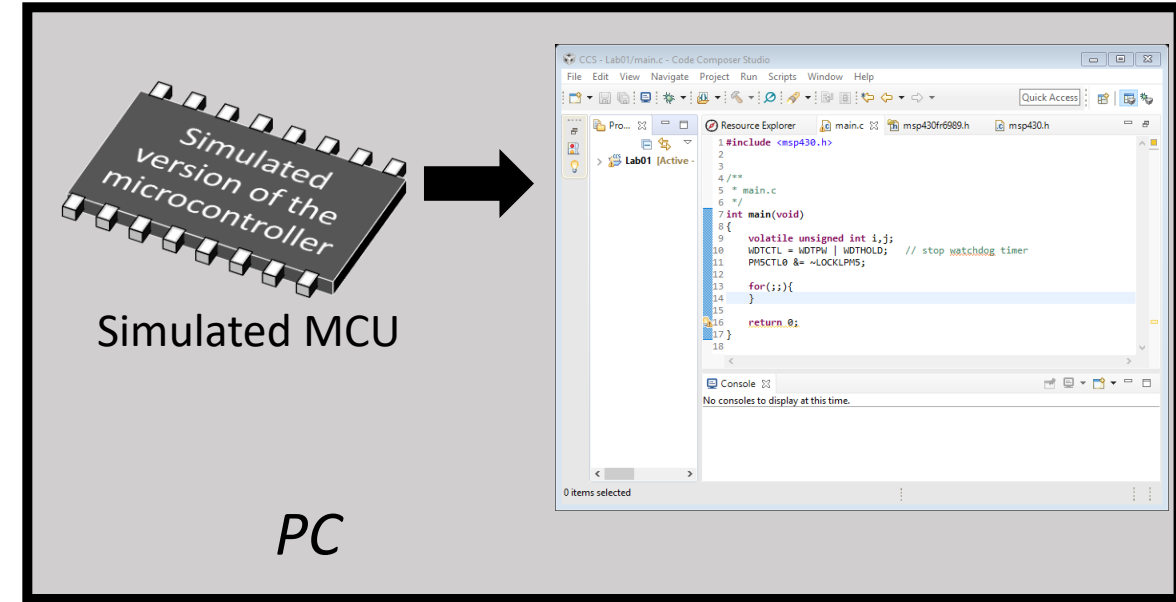 Simulated
version of the
microcontroller
Simulated MCU
PC
CCS - Lab01/main.c - Code Composer Studio
File Edit View Navigate Project Run Scripts Window Help
Quick Access
Pro...
Lab01 [Active -
Resource Explorer main.c msp430fr6989.h msp430.h
1 #include <msp430.h>
2
3
4 /**
5 * main.c
6 */
7 int main(void)
8 {
9 volatile unsigned int i,j;
10 WDTCTL = WDTPW | WDTHOLD; // stop watchdog timer
11 PM5CTL0 &= ~LOCKLPM5;
12
13 for(;;){
14 }
15
16 return 0;
17 }
18
Console
No consoles to display at this time.
0 items selected